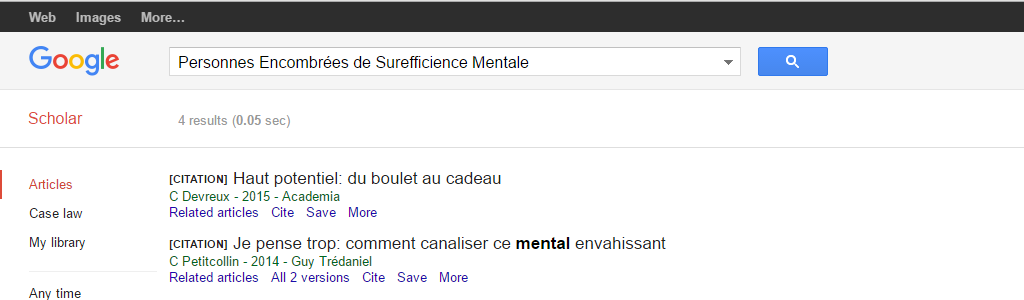 Web Images More...
Google Personnes Encombrées de Surefficience Mentale
Scholar 4 results (0.05 sec)
Articles
Case law
My library
Any time
[CITATION] Haut potentiel: du boulet au cadeau
C Devreux - 2015 - Academia
Related articles Cite Save More
[CITATION] Je pense trop: comment canaliser ce mental envahissant
C Petitcollin - 2014 - Guy Trédaniel
Related articles All 2 versions Cite Save More